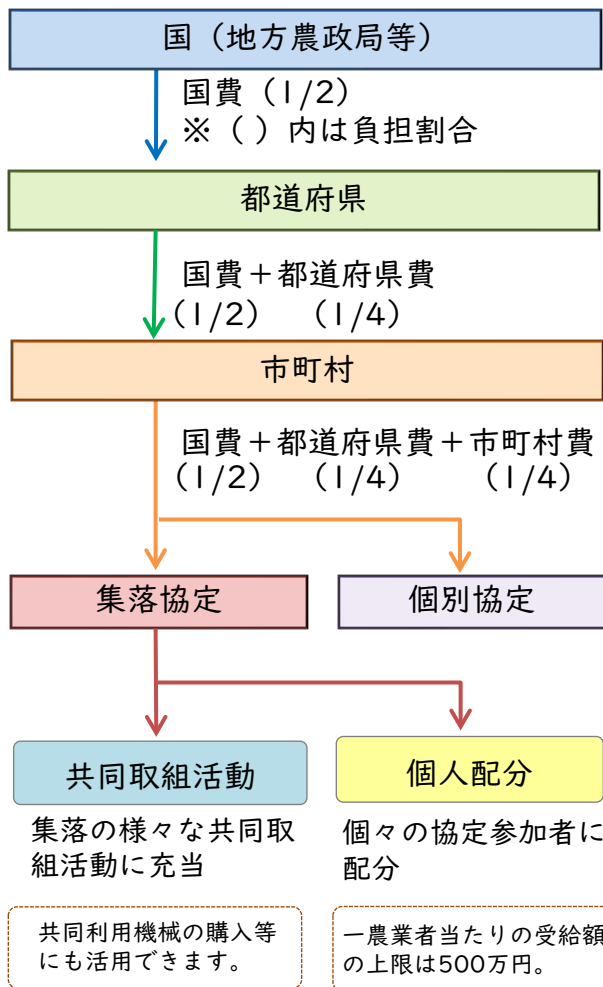 国（地方農政局等）
国費（1/2）
※（ ）内は負担割合
都道府県
国費＋都道府県費
（1/2）　（1/4）
市町村
国費＋都道府県費＋市町村費
（1/2）　（1/4）　　（1/4）
集落協定
個別協定
共同取組活動
個人配分
集落の様々な共同取
組活動に充当
個々の協定参加者に
配分
共同利用機械の購入等
にも活用できます。
一農業者当たりの受給額
の上限は500万円。